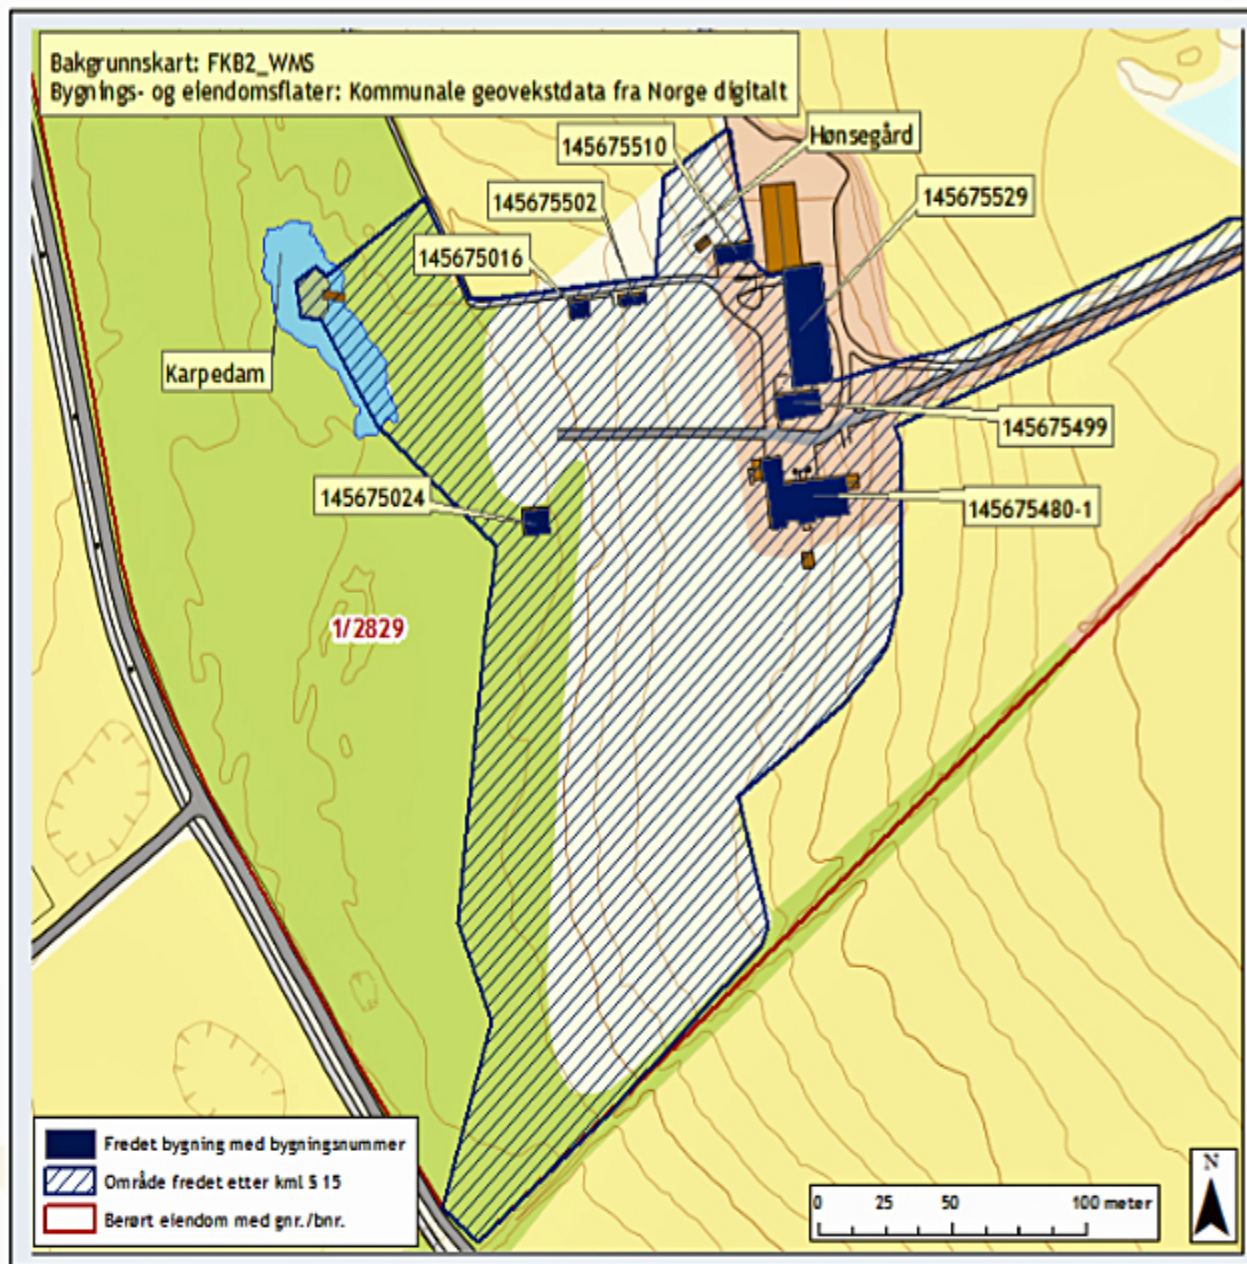 Bakgrunnskart: FKB2_WMS
Bygnings- og eiendomsflater: Kommunale geovekstdata fra Norge digitalt
145675510
Hønsegård
145675502
145675529
145675016
Karpedam
145675499
145675024
145675480-1
1/2829
Fredet bygning med bygningsnummer
Område fredet etter kml § 15
Berørt eiendom med gnr./bnr.
0 25 50 100 meter
N